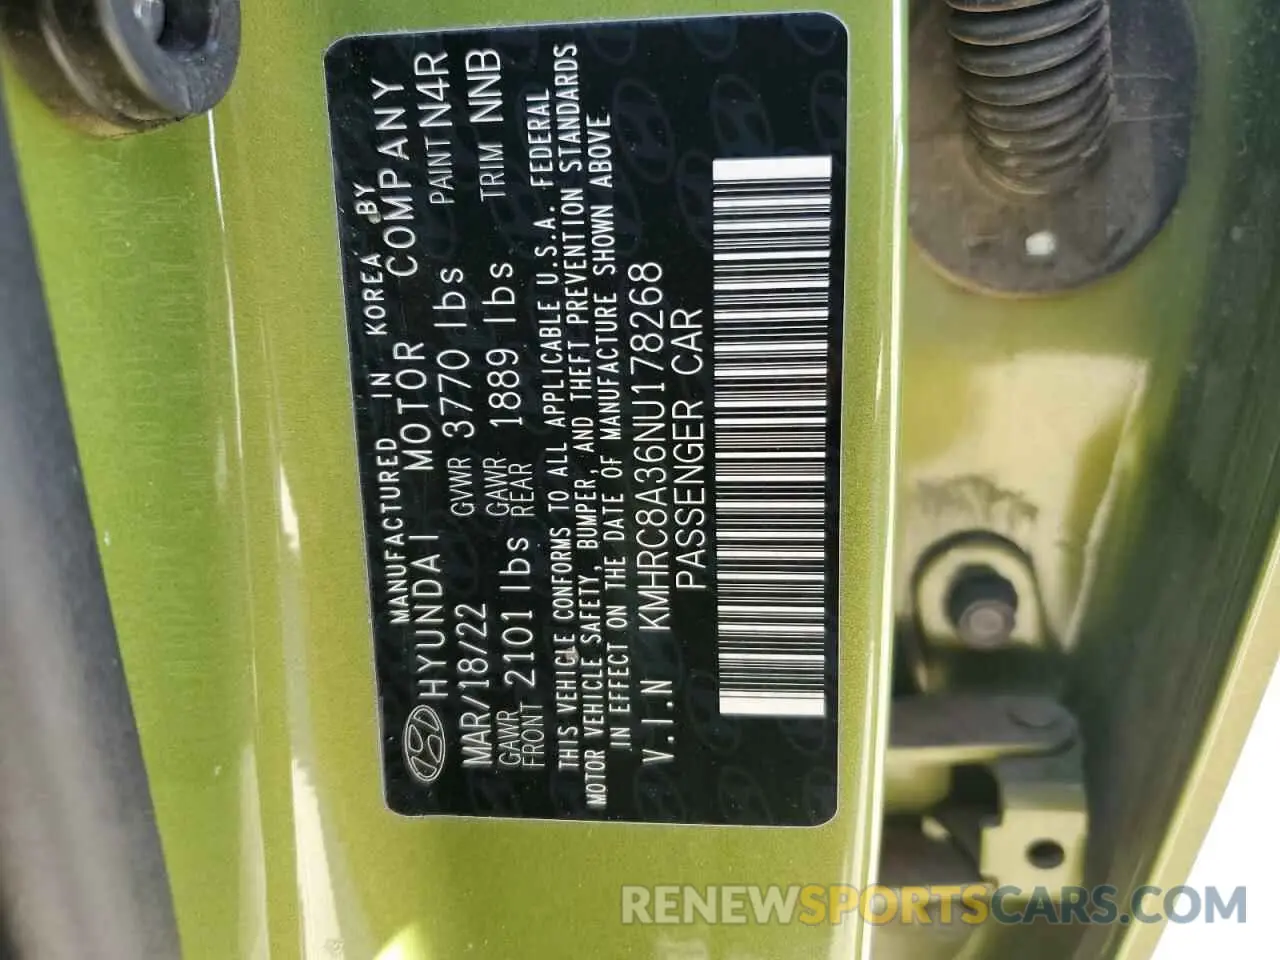 MANUFACTURED IN KOREA BY
HYUNDAI MOTOR COMPANY
MAR/18/22 GVWR 3770 lbs PAINT N4R
GAWR FRONT 2101 lbs GAWR REAR 1889 lbs TRIM NNB
THIS VEHICLE CONFORMS TO ALL APPLICABLE U.S.A. FEDERAL
MOTOR VEHICLE SAFETY, BUMPER, AND THEFT PREVENTION STANDARDS
IN EFFECT ON THE DATE OF MANUFACTURE SHOWN ABOVE
V.I.N KMHRC8A36NU178268
PASSENGER CAR
RENEWSPORTSCARS.COM